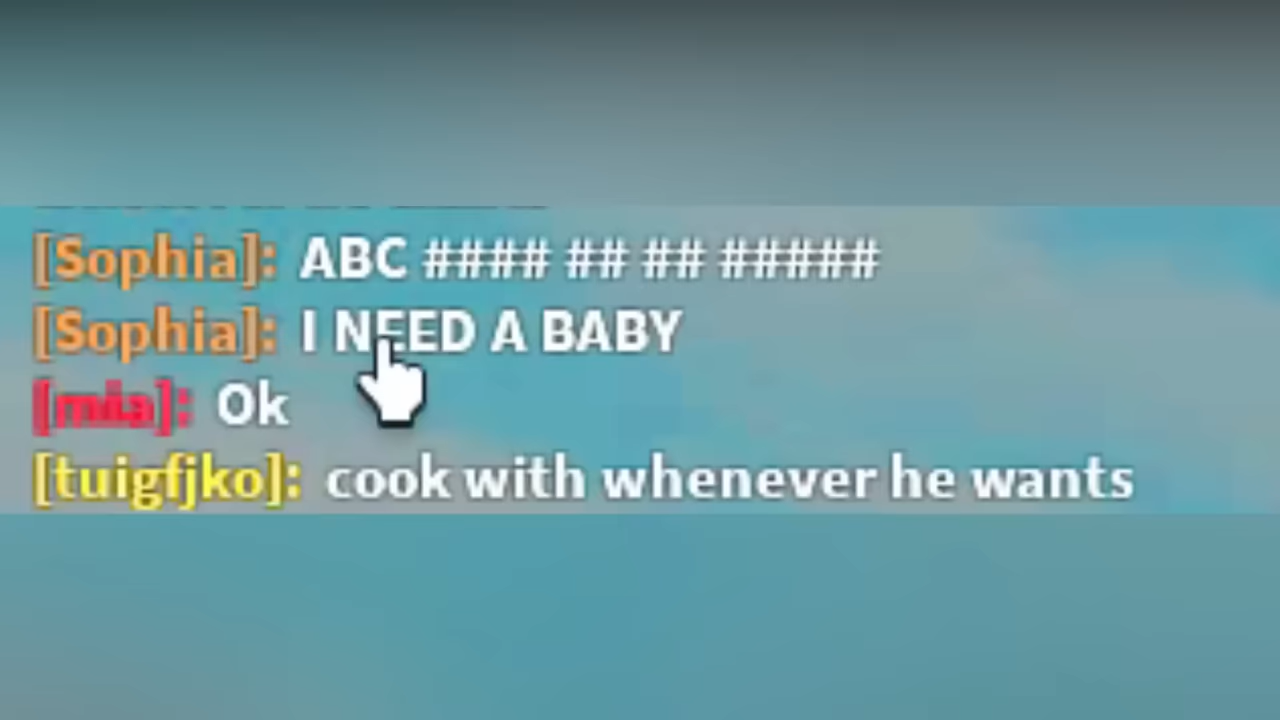 [Sophia]: ABC #### ## ## #####
[Sophia]: I NEED A BABY
[mia]: Ok
[tuigfjko]: cook with whenever he wants